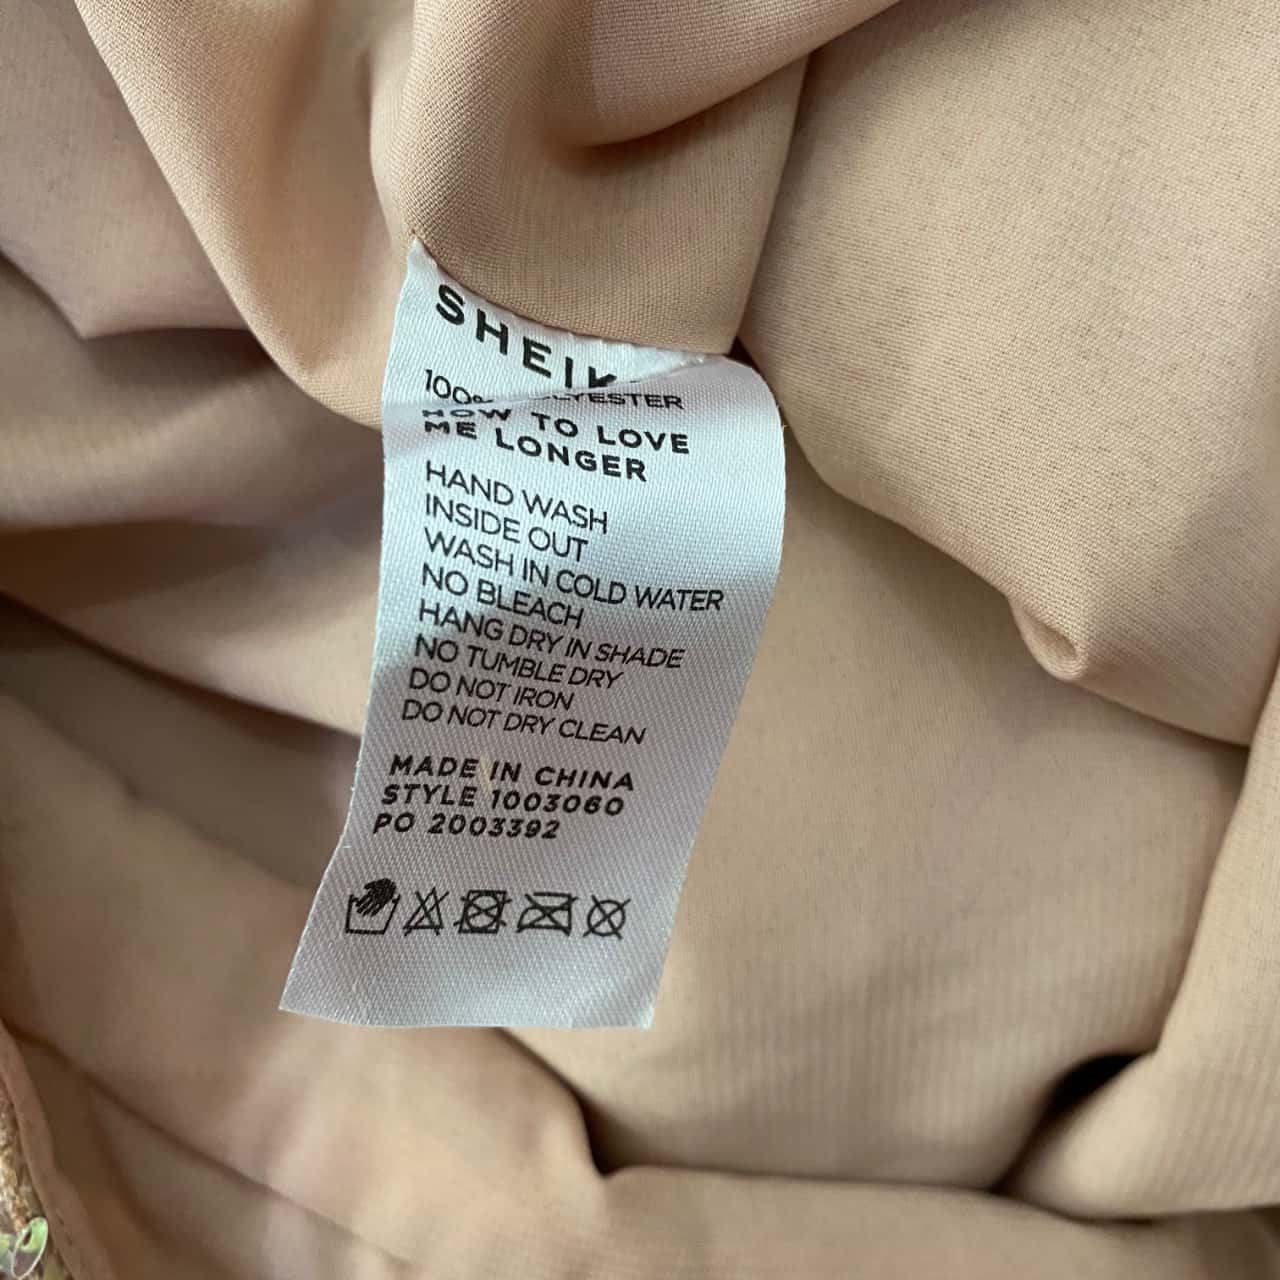 SHEIK
100% POLYESTER
HOW TO LOVE
ME LONGER
HAND WASH
INSIDE OUT
WASH IN COLD WATER
NO BLEACH
HANG DRY IN SHADE
NO TUMBLE DRY
DO NOT IRON
DO NOT DRY CLEAN
MADE IN CHINA
STYLE 1003060
PO 2003392